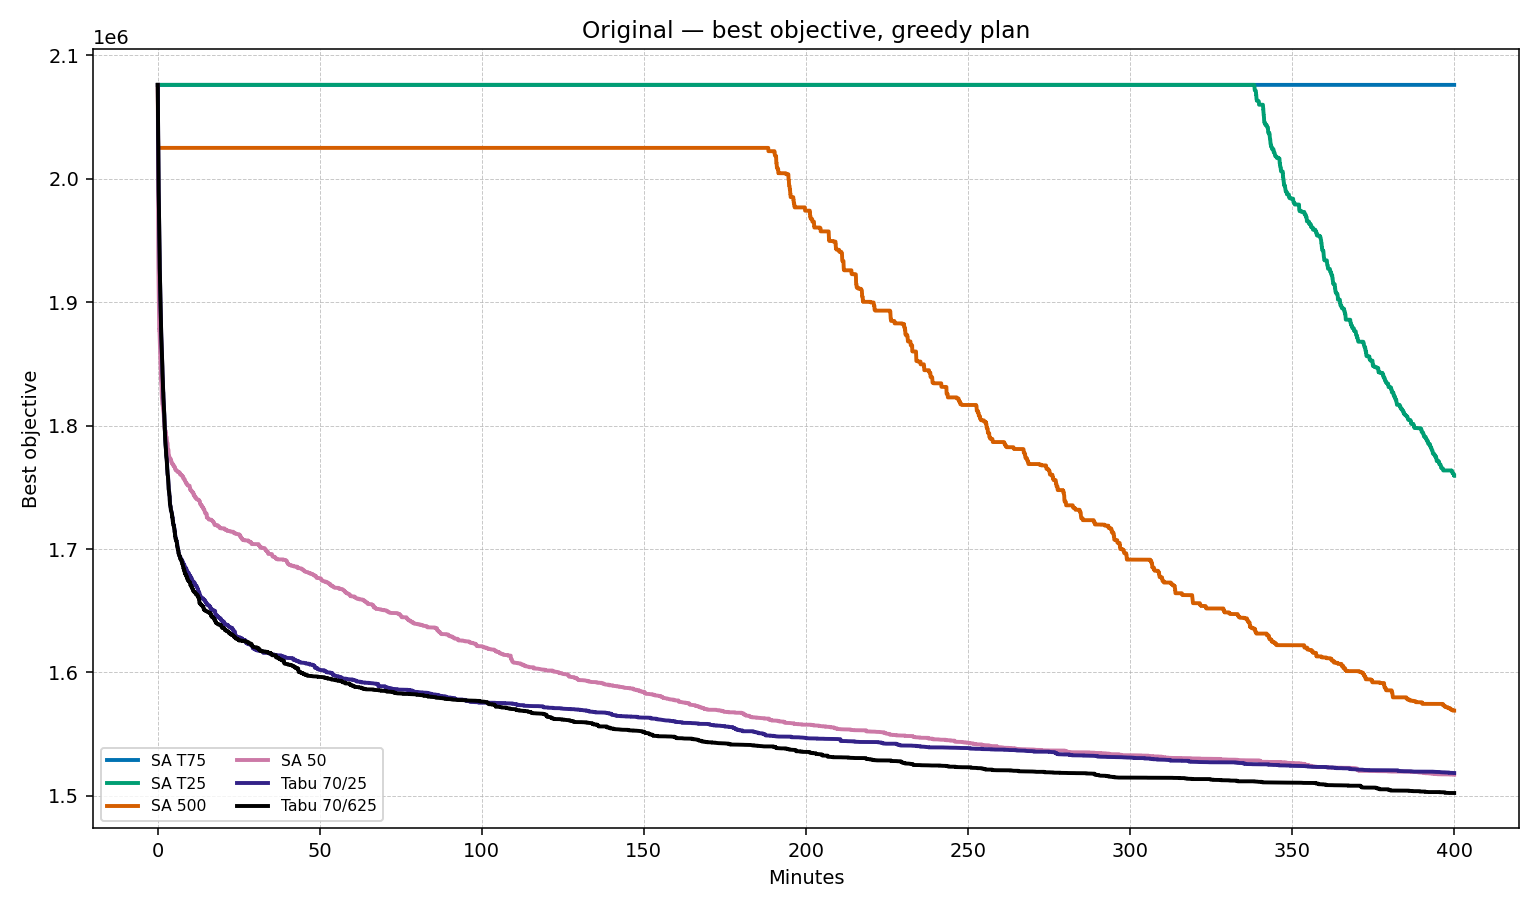 Original — best objective, greedy plan
1e6
2.1
2.0
1.9
1.8
1.7
1.6
1.5
Best objective
SA T75
SA T25
SA 500
SA 50
Tabu 70/25
Tabu 70/625
0 50 100 150 200 250 300 350 400
Minutes